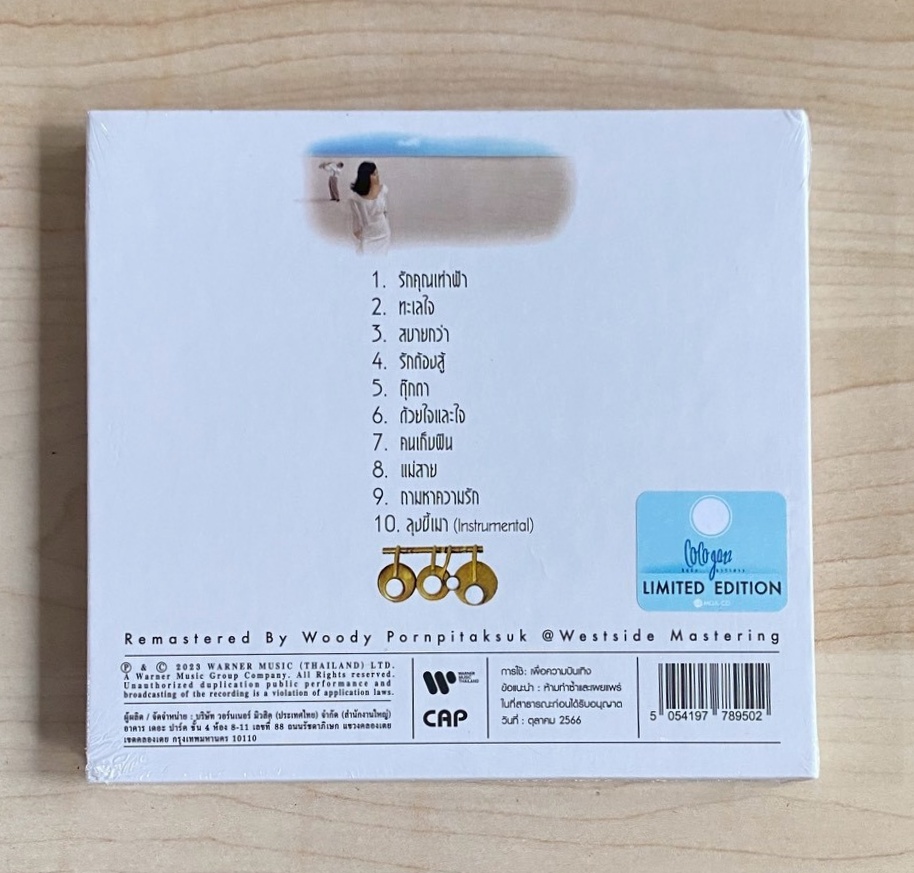 1. รักคุณเท่าฟ้า
2. ทะเลใจ
3. สบายกว่า
4. รักต้องสู้
5. ตุ๊กตา
6. ด้วยใจและใจ
7. คนเก็บฟืน
8. แม่สาย
9. ถามหาความรัก
10. ลุงขี้เมา (Instrumental)
Coco jazz
LIMITED EDITION
Remastered By Woody Pornpitaksuk @Westside Mastering
Ⓟ & © 2023 WARNER MUSIC (THAILAND) LTD.
A Warner Music Group Company. All Rights reserved.
Unauthorized duplication public performance and
broadcasting of the recording is a violation of application laws.
ผู้ผลิต / จัดจำหน่าย : บริษัท วอร์นเนอร์ มิวสิค (ประเทศไทย) จำกัด (สำนักงานใหญ่)
อาคาร เดอะ ปาร์ค ชั้น 4 ห้อง 8-11 เลขที่ 88 ถนนรัชดาภิเษก แขวงคลองเตย
เขตคลองเตย กรุงเทพมหานคร 10110
WARNER
MUSIC
THAILAND
CAP
การใช้: เพื่อความบันเทิง
ข้อแนะนำ : ห้ามทำซ้ำและเผยแพร่
ในที่สาธารณะก่อนได้รับอนุญาต
วันที่ : ตุลาคม 2566
5 054197 789502